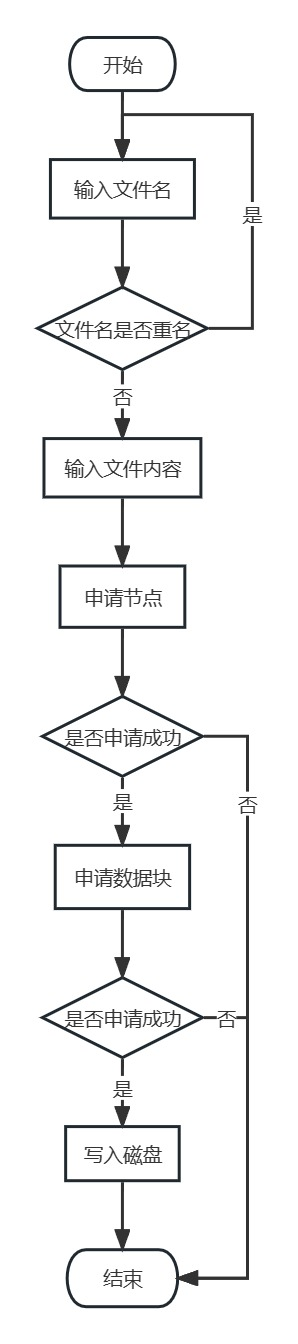 开始
输入文件名
是
文件名是否重名
否
输入文件内容
申请节点
是否申请成功
否
是
申请数据块
是否申请成功
否
是
写入磁盘
结束